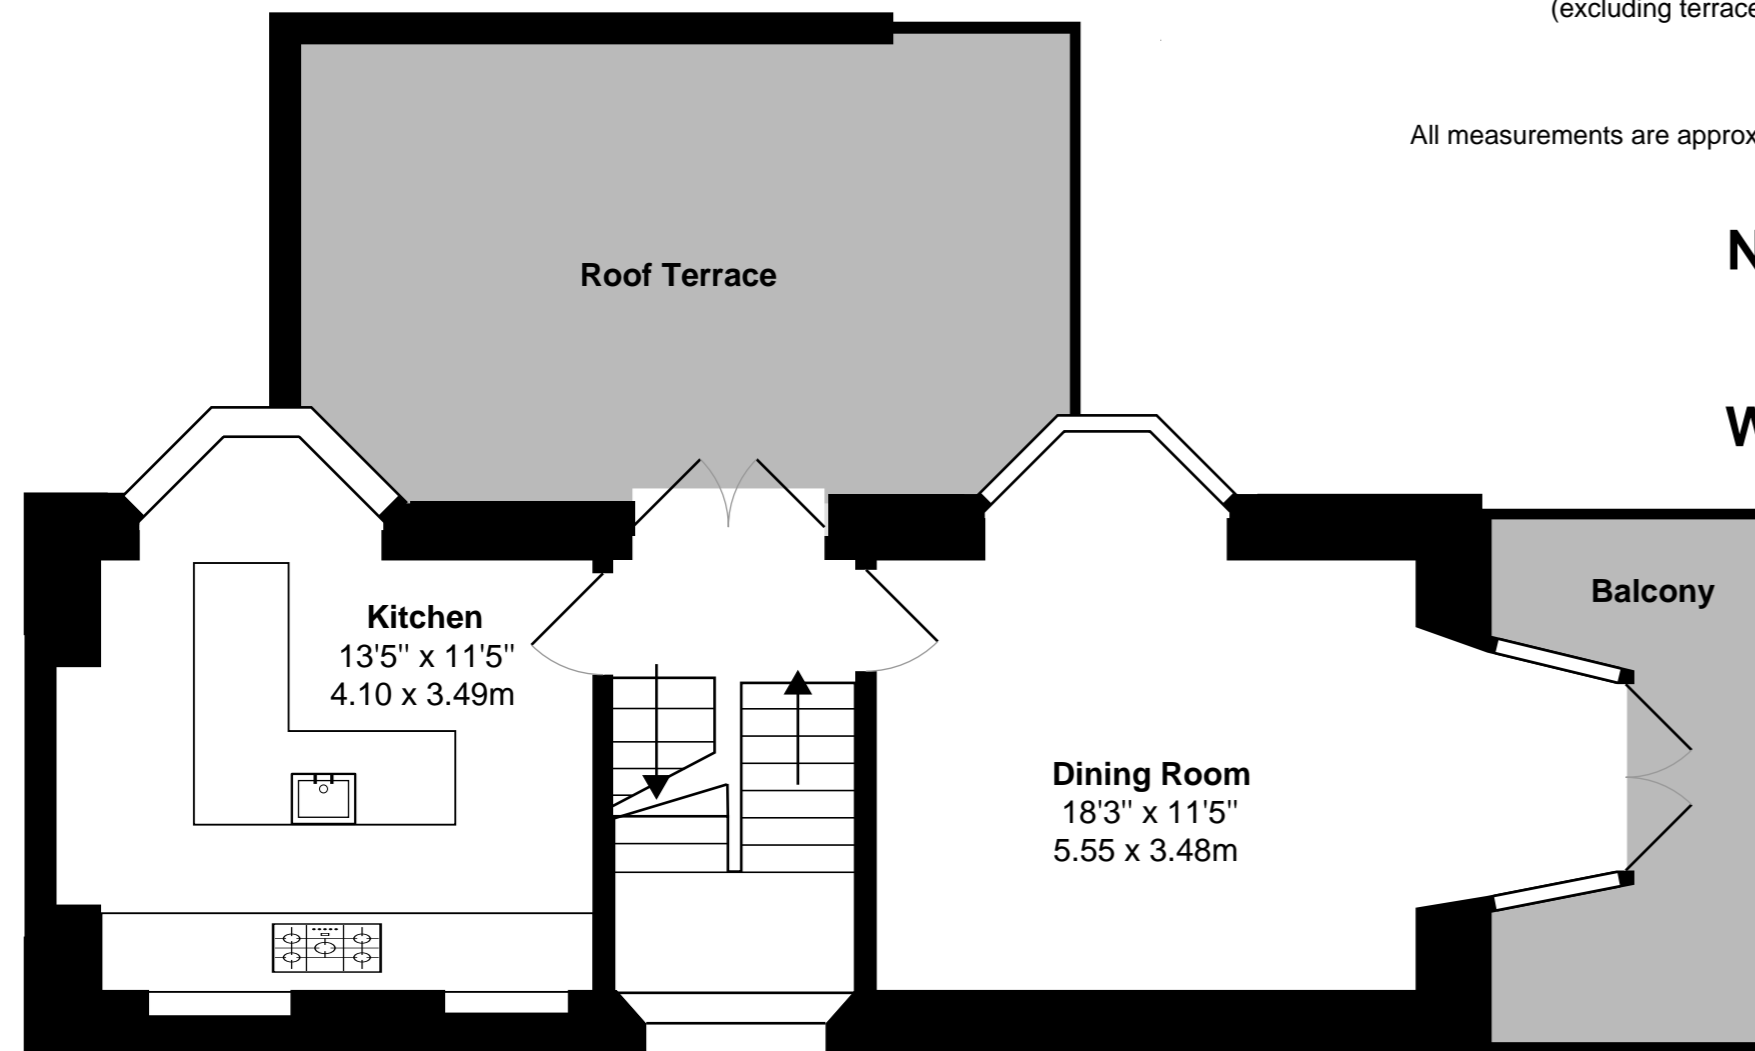 (excluding terrace
All measurements are approx
N
W
Roof Terrace
Kitchen
13'5" x 11'5"
4.10 x 3.49m
Balcony
Dining Room
18'3" x 11'5"
5.55 x 3.48m